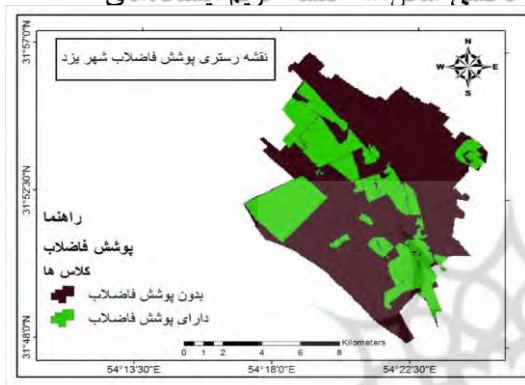 نقشه رستری پوشش فاضلاب شهر یزد
N
W E
S
31°57'0"N
31°52'30"N
31°48'0"N
راهنما
پوشش فاضلاب
کلاس ها
بدون پوشش فاضلاب
دارای پوشش فاضلاب
Kilometers
0 1 2 4 6 8
54°13'30"E 54°18'0"E 54°22'30"E